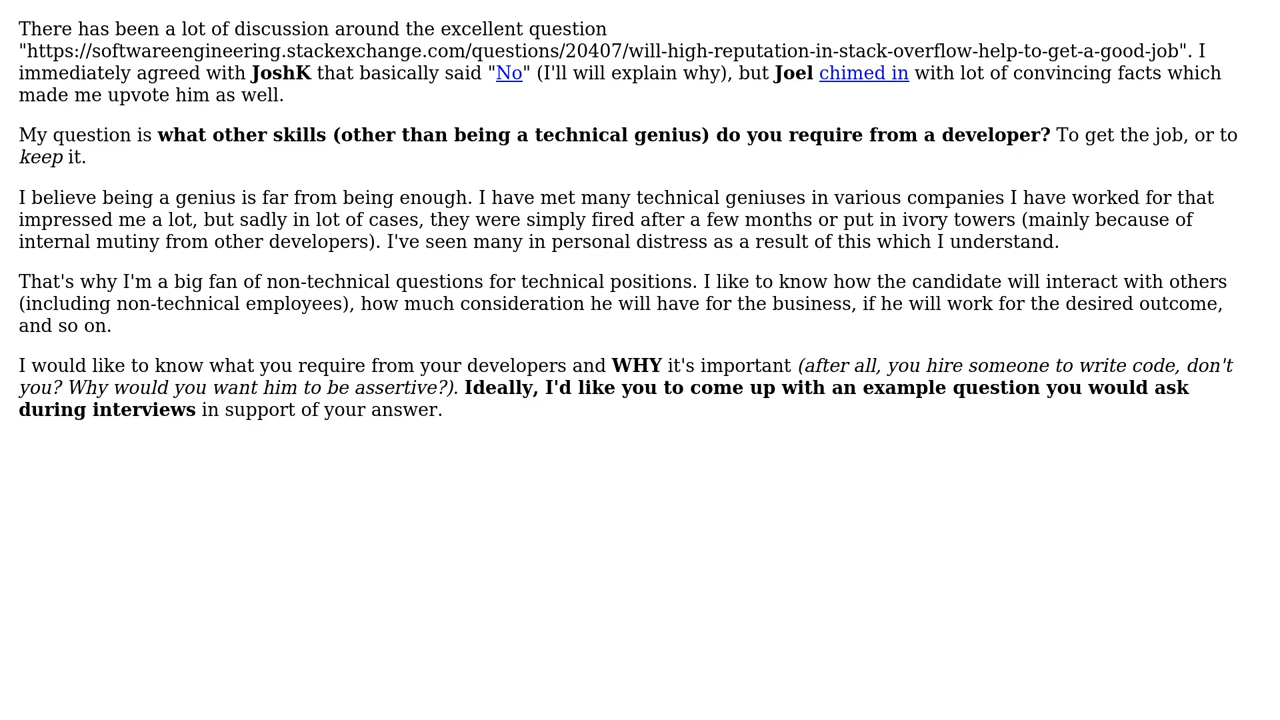 There has been a lot of discussion around the excellent question
"https://softwareengineering.stackexchange.com/questions/20407/will-high-reputation-in-stack-overflow-help-to-get-a-good-job". I
immediately agreed with JoshK that basically said "No" (I'll will explain why), but Joel chimed in with lot of convincing facts which
made me upvote him as well.
My question is what other skills (other than being a technical genius) do you require from a developer? To get the job, or to
keep it.
I believe being a genius is far from being enough. I have met many technical geniuses in various companies I have worked for that
impressed me a lot, but sadly in lot of cases, they were simply fired after a few months or put in ivory towers (mainly because of
internal mutiny from other developers). I've seen many in personal distress as a result of this which I understand.
That's why I'm a big fan of non-technical questions for technical positions. I like to know how the candidate will interact with others
(including non-technical employees), how much consideration he will have for the business, if he will work for the desired outcome,
and so on.
I would like to know what you require from your developers and WHY it's important (after all, you hire someone to write code, don't
you? Why would you want him to be assertive?). Ideally, I'd like you to come up with an example question you would ask
during interviews in support of your answer.